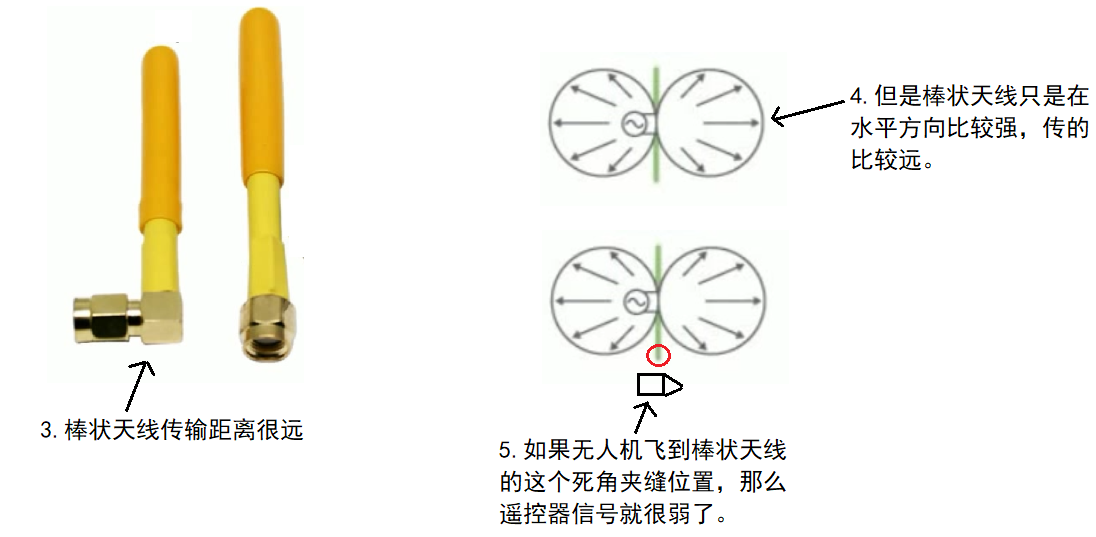 3.棒状天线传输距离很远
4.但是棒状天线只是在
水平方向比较强，传的
比较远。
5.如果无人机飞到棒状天线
的这个死角夹缝位置，那么
遥控器信号就很弱了。